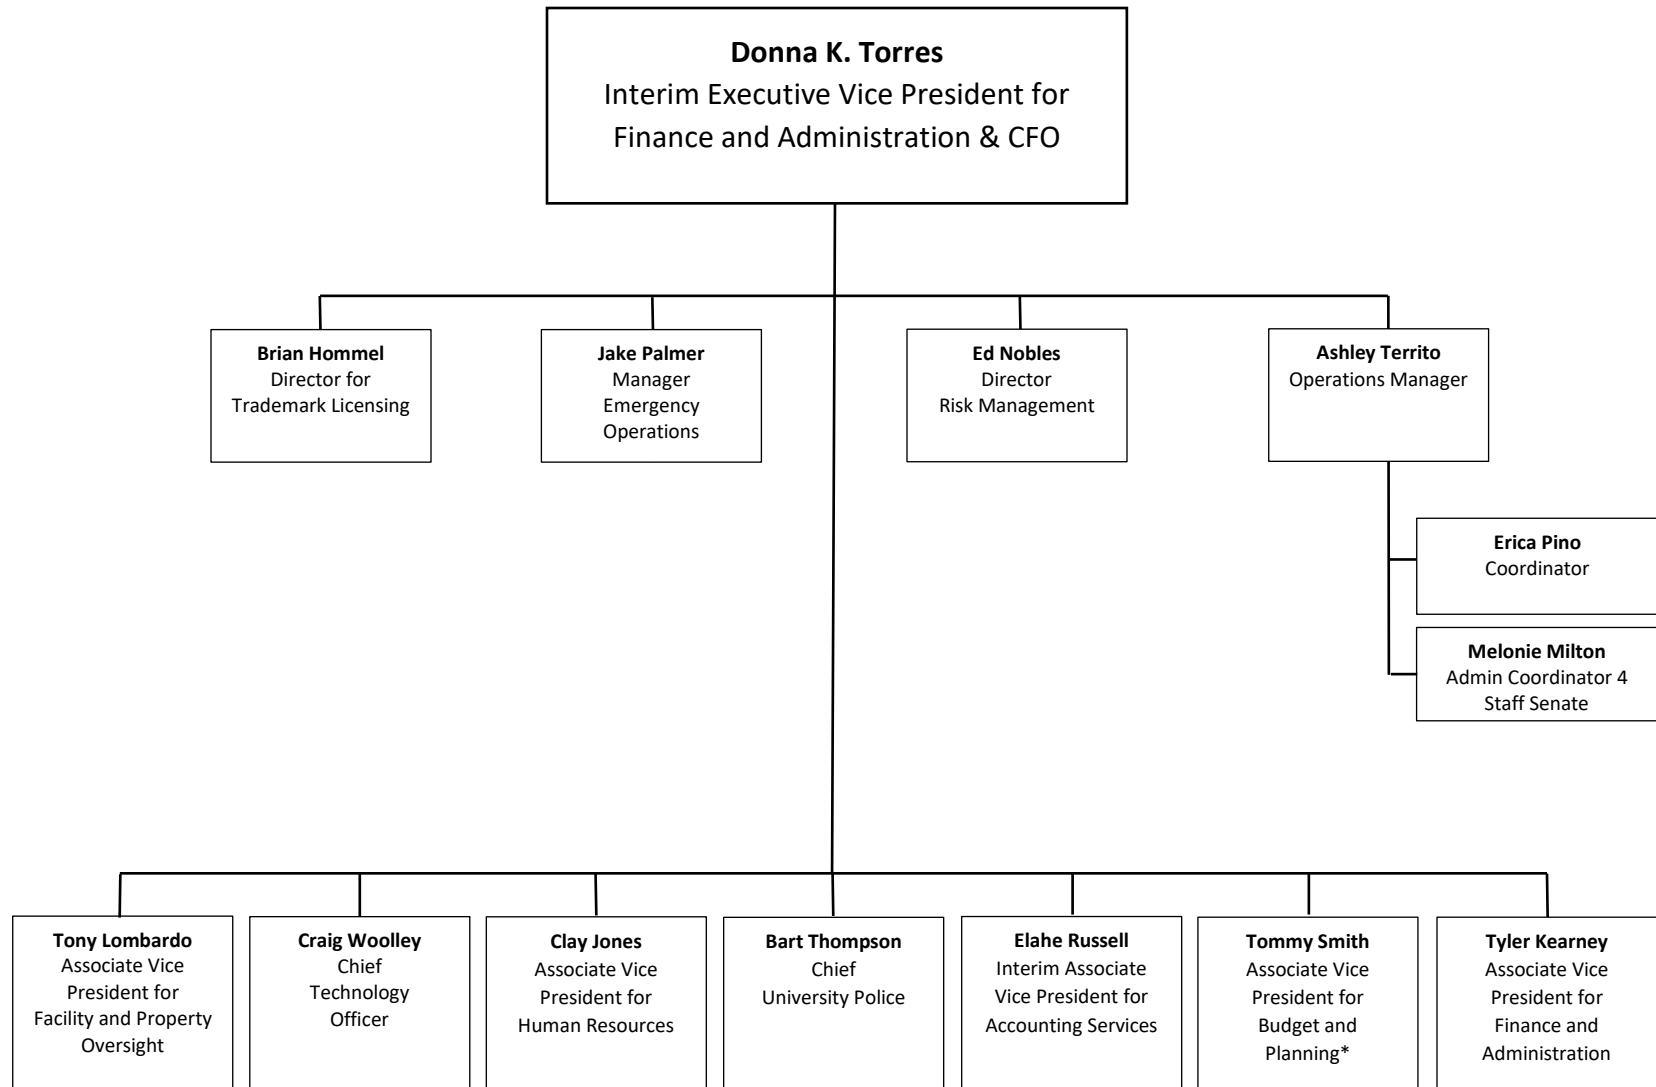 Donna K. Torres
Interim Executive Vice President for
Finance and Administration & CFO
Brian Hommel
Director for
Trademark Licensing
Jake Palmer
Manager
Emergency
Operations
Ed Nobles
Director
Risk Management
Ashley Territo
Operations Manager
Erica Pino
Coordinator
Melonie Milton
Admin Coordinator 4
Staff Senate
Tony Lombardo
Associate Vice
President for
Facility and Property
Oversight
Craig Woolley
Chief
Technology
Officer
Clay Jones
Associate Vice
President for
Human Resources
Bart Thompson
Chief
University Police
Elahe Russell
Interim Associate
Vice President for
Accounting Services
Tommy Smith
Associate Vice
President for
Budget and
Planning*
Tyler Kearney
Associate Vice
President for
Finance and
Administration